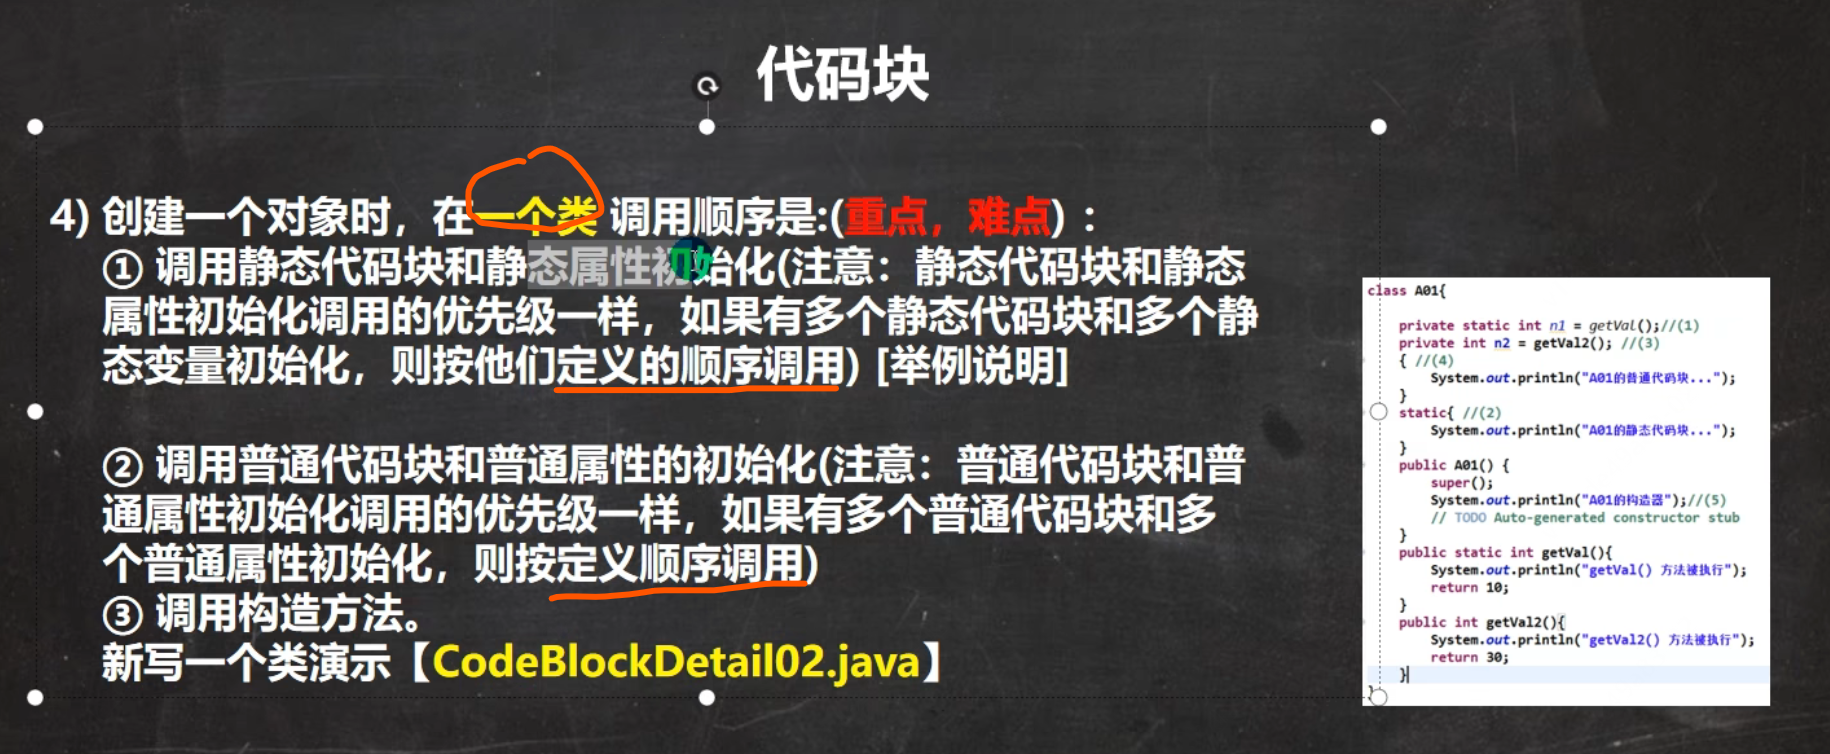 代码块
4) 创建一个对象时，在一个类 调用顺序是:(重点，难点)：
① 调用静态代码块和静态属性初始化(注意：静态代码块和静态
属性初始化调用的优先级一样，如果有多个静态代码块和多个静
态变量初始化，则按他们定义的顺序调用) [举例说明]
② 调用普通代码块和普通属性的初始化(注意：普通代码块和普
通属性初始化调用的优先级一样，如果有多个普通代码块和多
个普通属性初始化，则按定义顺序调用)
③ 调用构造方法。
新写一个类演示【CodeBlockDetail02.java】
class A01{
private static int n1 = getVal();//(1)
private int n2 = getVal2(); //(3)
{ //(4)
System.out.println("A01的普通代码块...");
}
static{ //(2)
System.out.println("A01的静态代码块...");
}
public A01() {
super();
System.out.println("A01的构造器");//(5)
// TODO Auto-generated constructor stub
}
public static int getVal(){
System.out.println("getVal() 方法被执行");
return 10;
}
public int getVal2(){
System.out.println("getVal2() 方法被执行");
return 30;
}
}